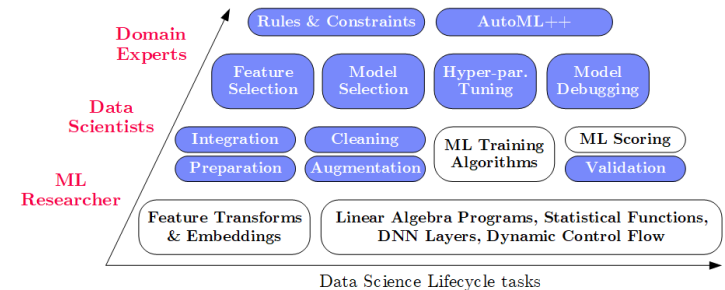 Rules & Constraints
AutoML++
Domain
Experts
Feature
Selection
Model
Selection
Hyper-par.
Tuning
Model
Debugging
Data
Scientists
Integration
Cleaning
ML Training
Algorithms
ML Scoring
Preparation
Augmentation
Validation
ML
Researcher
Feature Transforms
& Embeddings
Linear Algebra Programs, Statistical Functions,
DNN Layers, Dynamic Control Flow
Data Science Lifecycle tasks